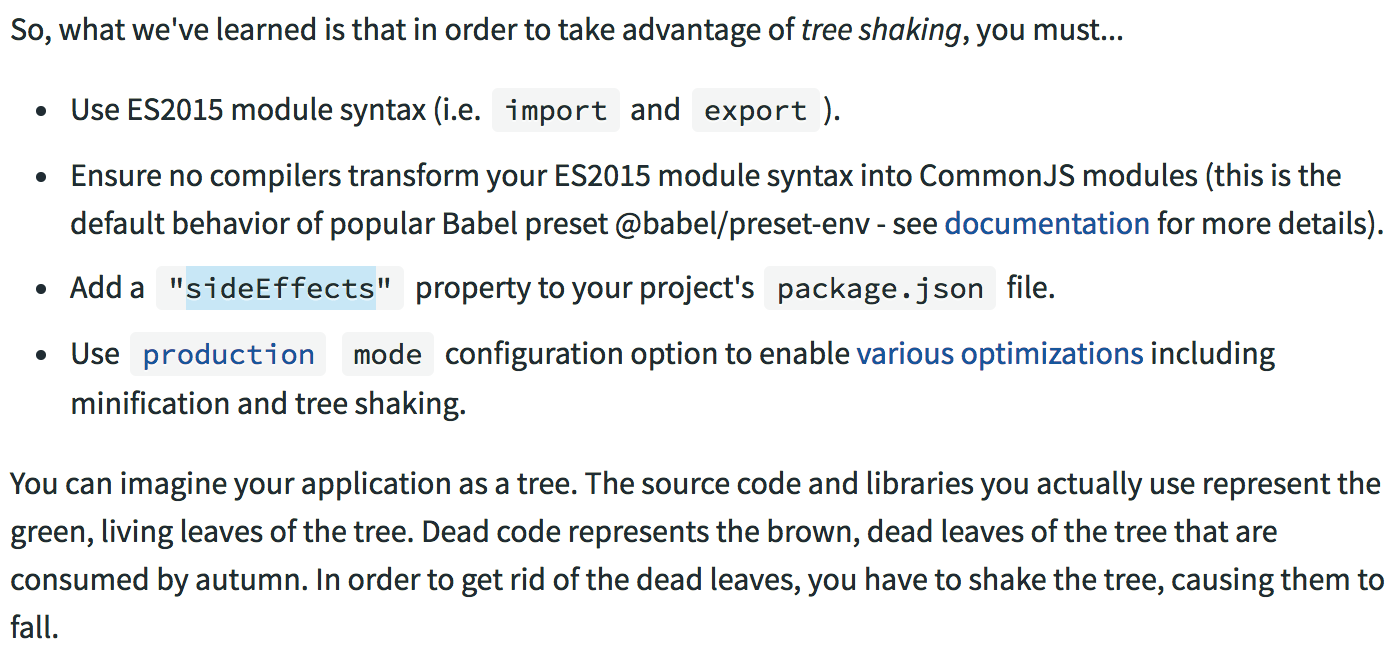 So, what we've learned is that in order to take advantage of tree shaking, you must...
• Use ES2015 module syntax (i.e. import and export ).
• Ensure no compilers transform your ES2015 module syntax into CommonJS modules (this is the
default behavior of popular Babel preset @babel/preset-env - see documentation for more details).
• Add a "sideEffects" property to your project's package.json file.
• Use production mode configuration option to enable various optimizations including
minification and tree shaking.
You can imagine your application as a tree. The source code and libraries you actually use represent the
green, living leaves of the tree. Dead code represents the brown, dead leaves of the tree that are
consumed by autumn. In order to get rid of the dead leaves, you have to shake the tree, causing them to
fall.